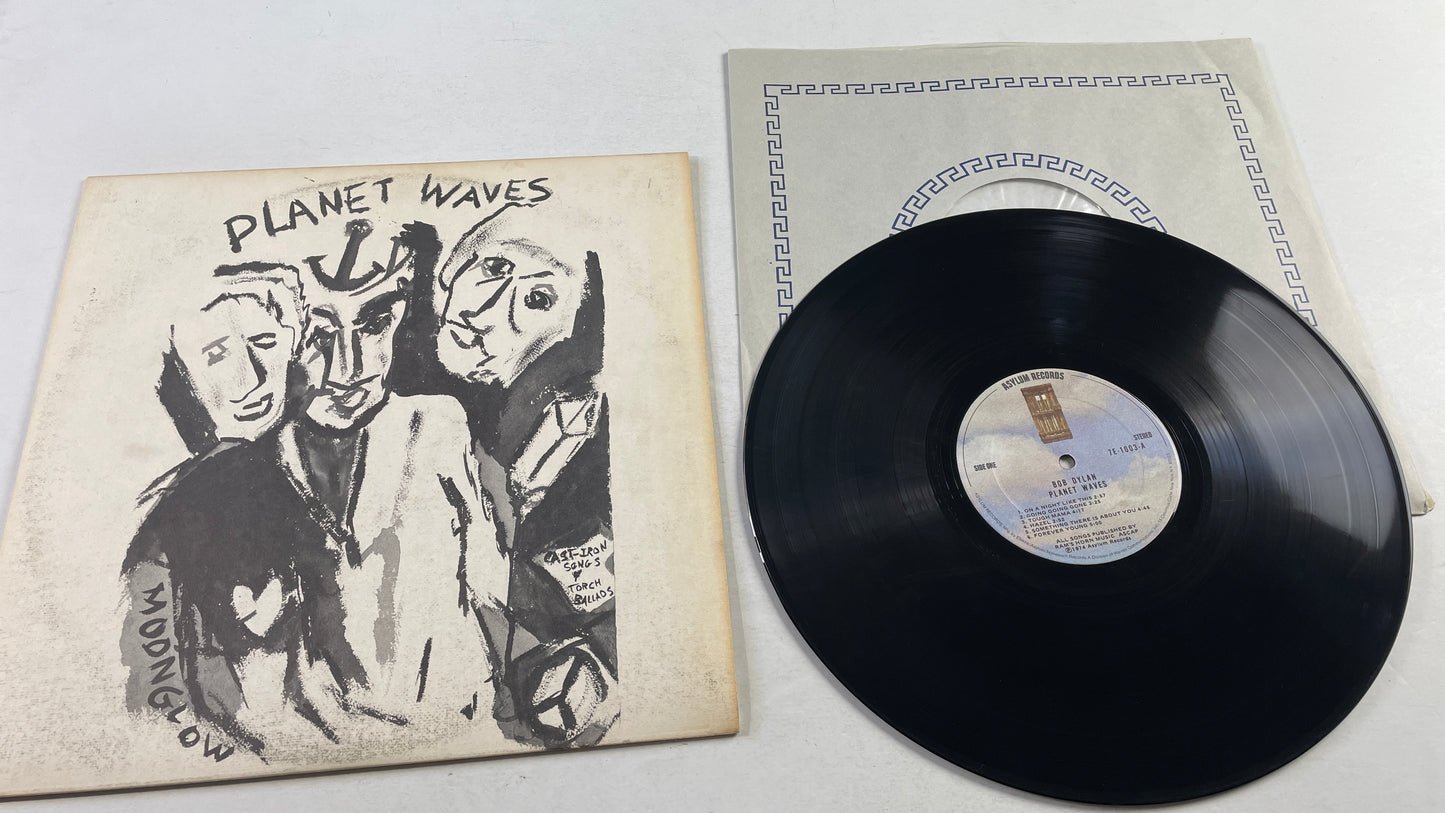 PLANET WAVES
CAST-IRON
SONGS
&
TORCH
BALLADS
MOONGLOW
ASYLUM RECORDS
STEREO
7E-1003-A
SIDE ONE
BOB DYLAN
PLANET WAVES
1. ON A NIGHT LIKE THIS 2:57
2. GOING GOING GONE 3:25
3. TOUGH MAMA 4:17
4. HAZEL 2:52
5. SOMETHING THERE IS ABOUT YOU 4:45
6. FOREVER YOUNG 5:00
ALL SONGS PUBLISHED BY
RAM'S HORN MUSIC. ASCAP
℗1974 Asylum Records